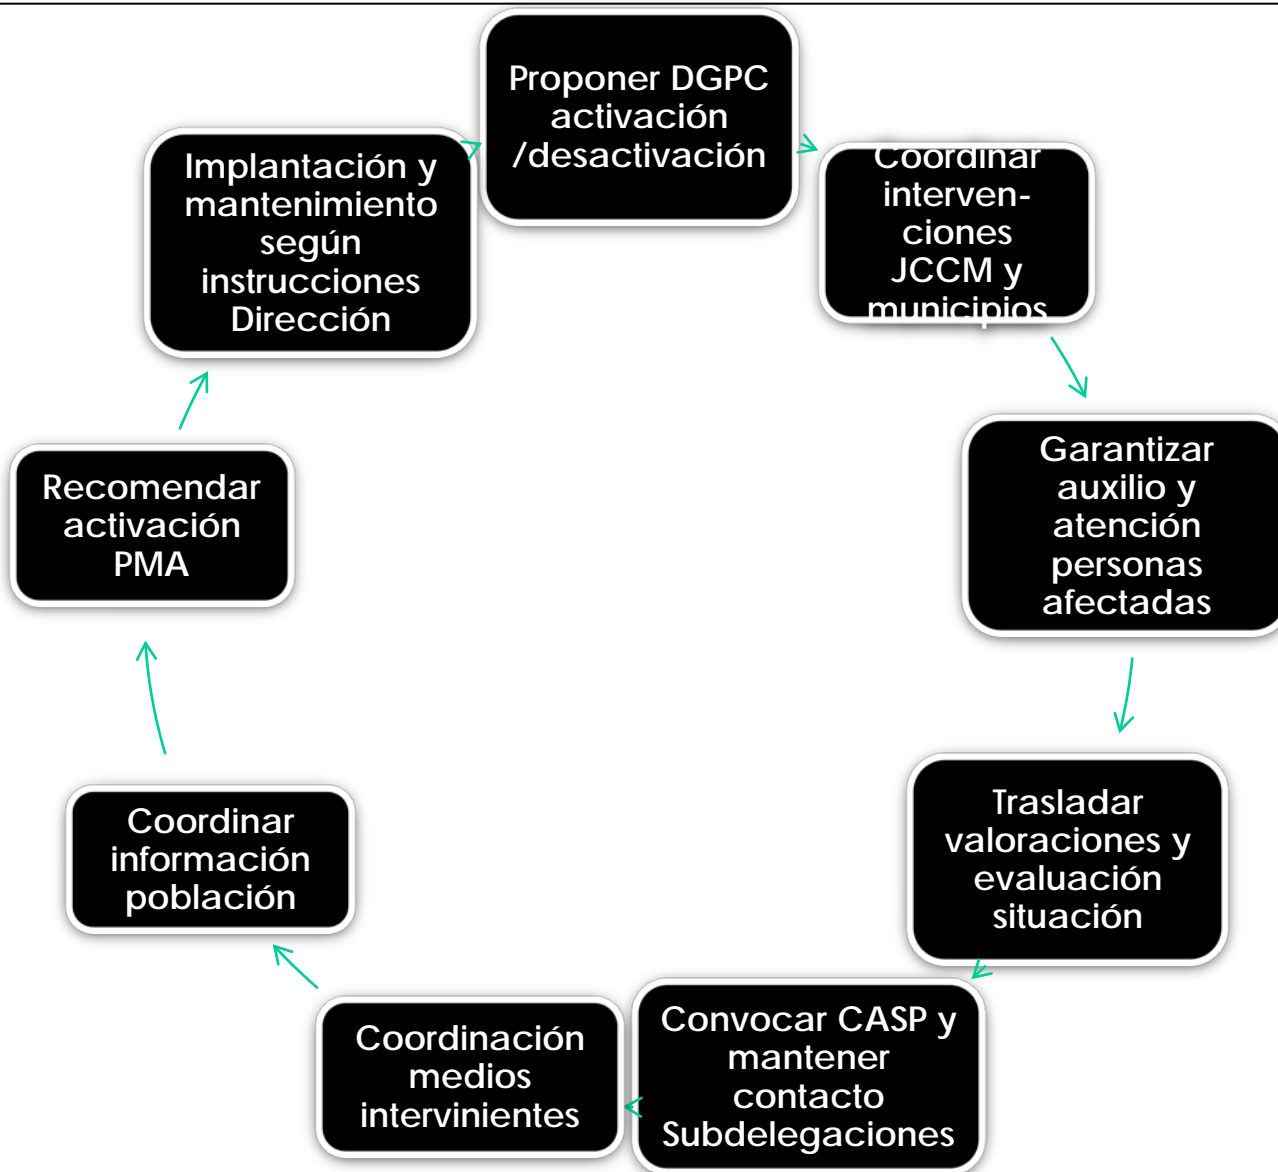 Proponer DGPC
activación
/desactivación
Coordinar
interven-
ciones
JCCM y
municipios
Garantizar
auxilio y
atención
personas
afectadas
Trasladar
valoraciones y
evaluación
situación
Convocar CASP y
mantener
contacto
Subdelegaciones
Coordinación
medios
intervinientes
Coordinar
información
población
Recomendar
activación
PMA
Implantación y
mantenimiento
según
instrucciones
Dirección